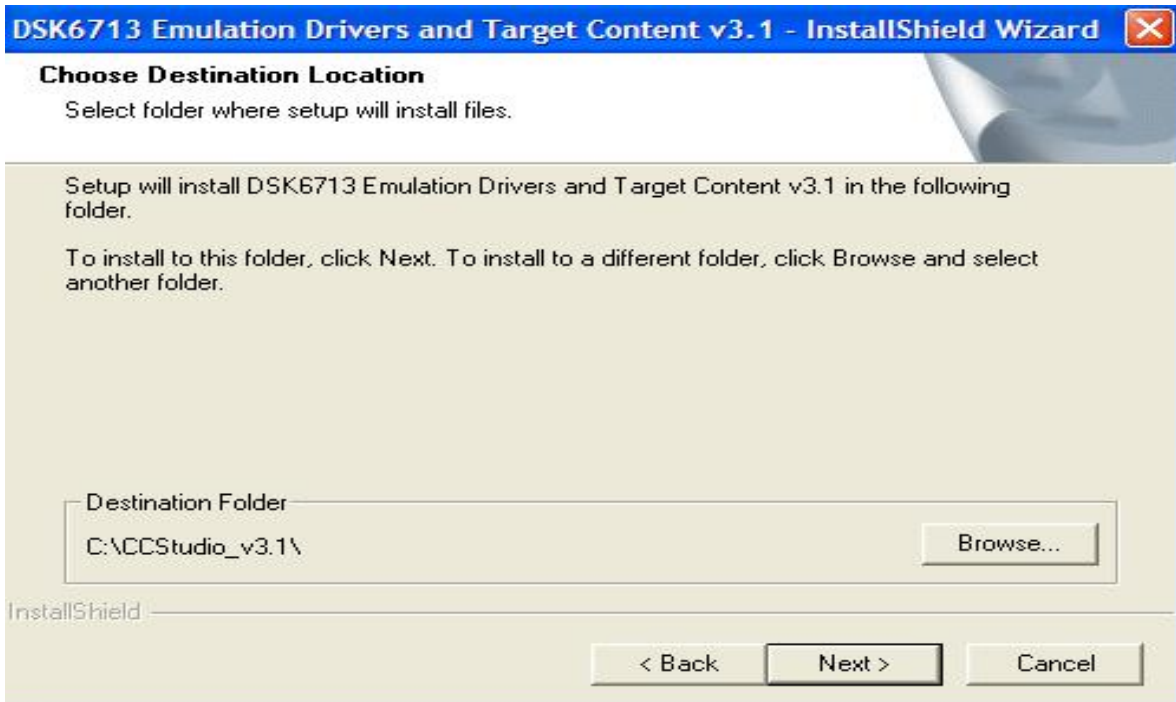 DSK6713 Emulation Drivers and Target Content v3.1 - InstallShield Wizard
Choose Destination Location
Select folder where setup will install files.
Setup will install DSK6713 Emulation Drivers and Target Content v3.1 in the following
folder.
To install to this folder, click Next. To install to a different folder, click Browse and select
another folder.
Destination Folder
C:\CCStudio_v3.1\
Browse...
InstallShield
< Back
Next >
Cancel